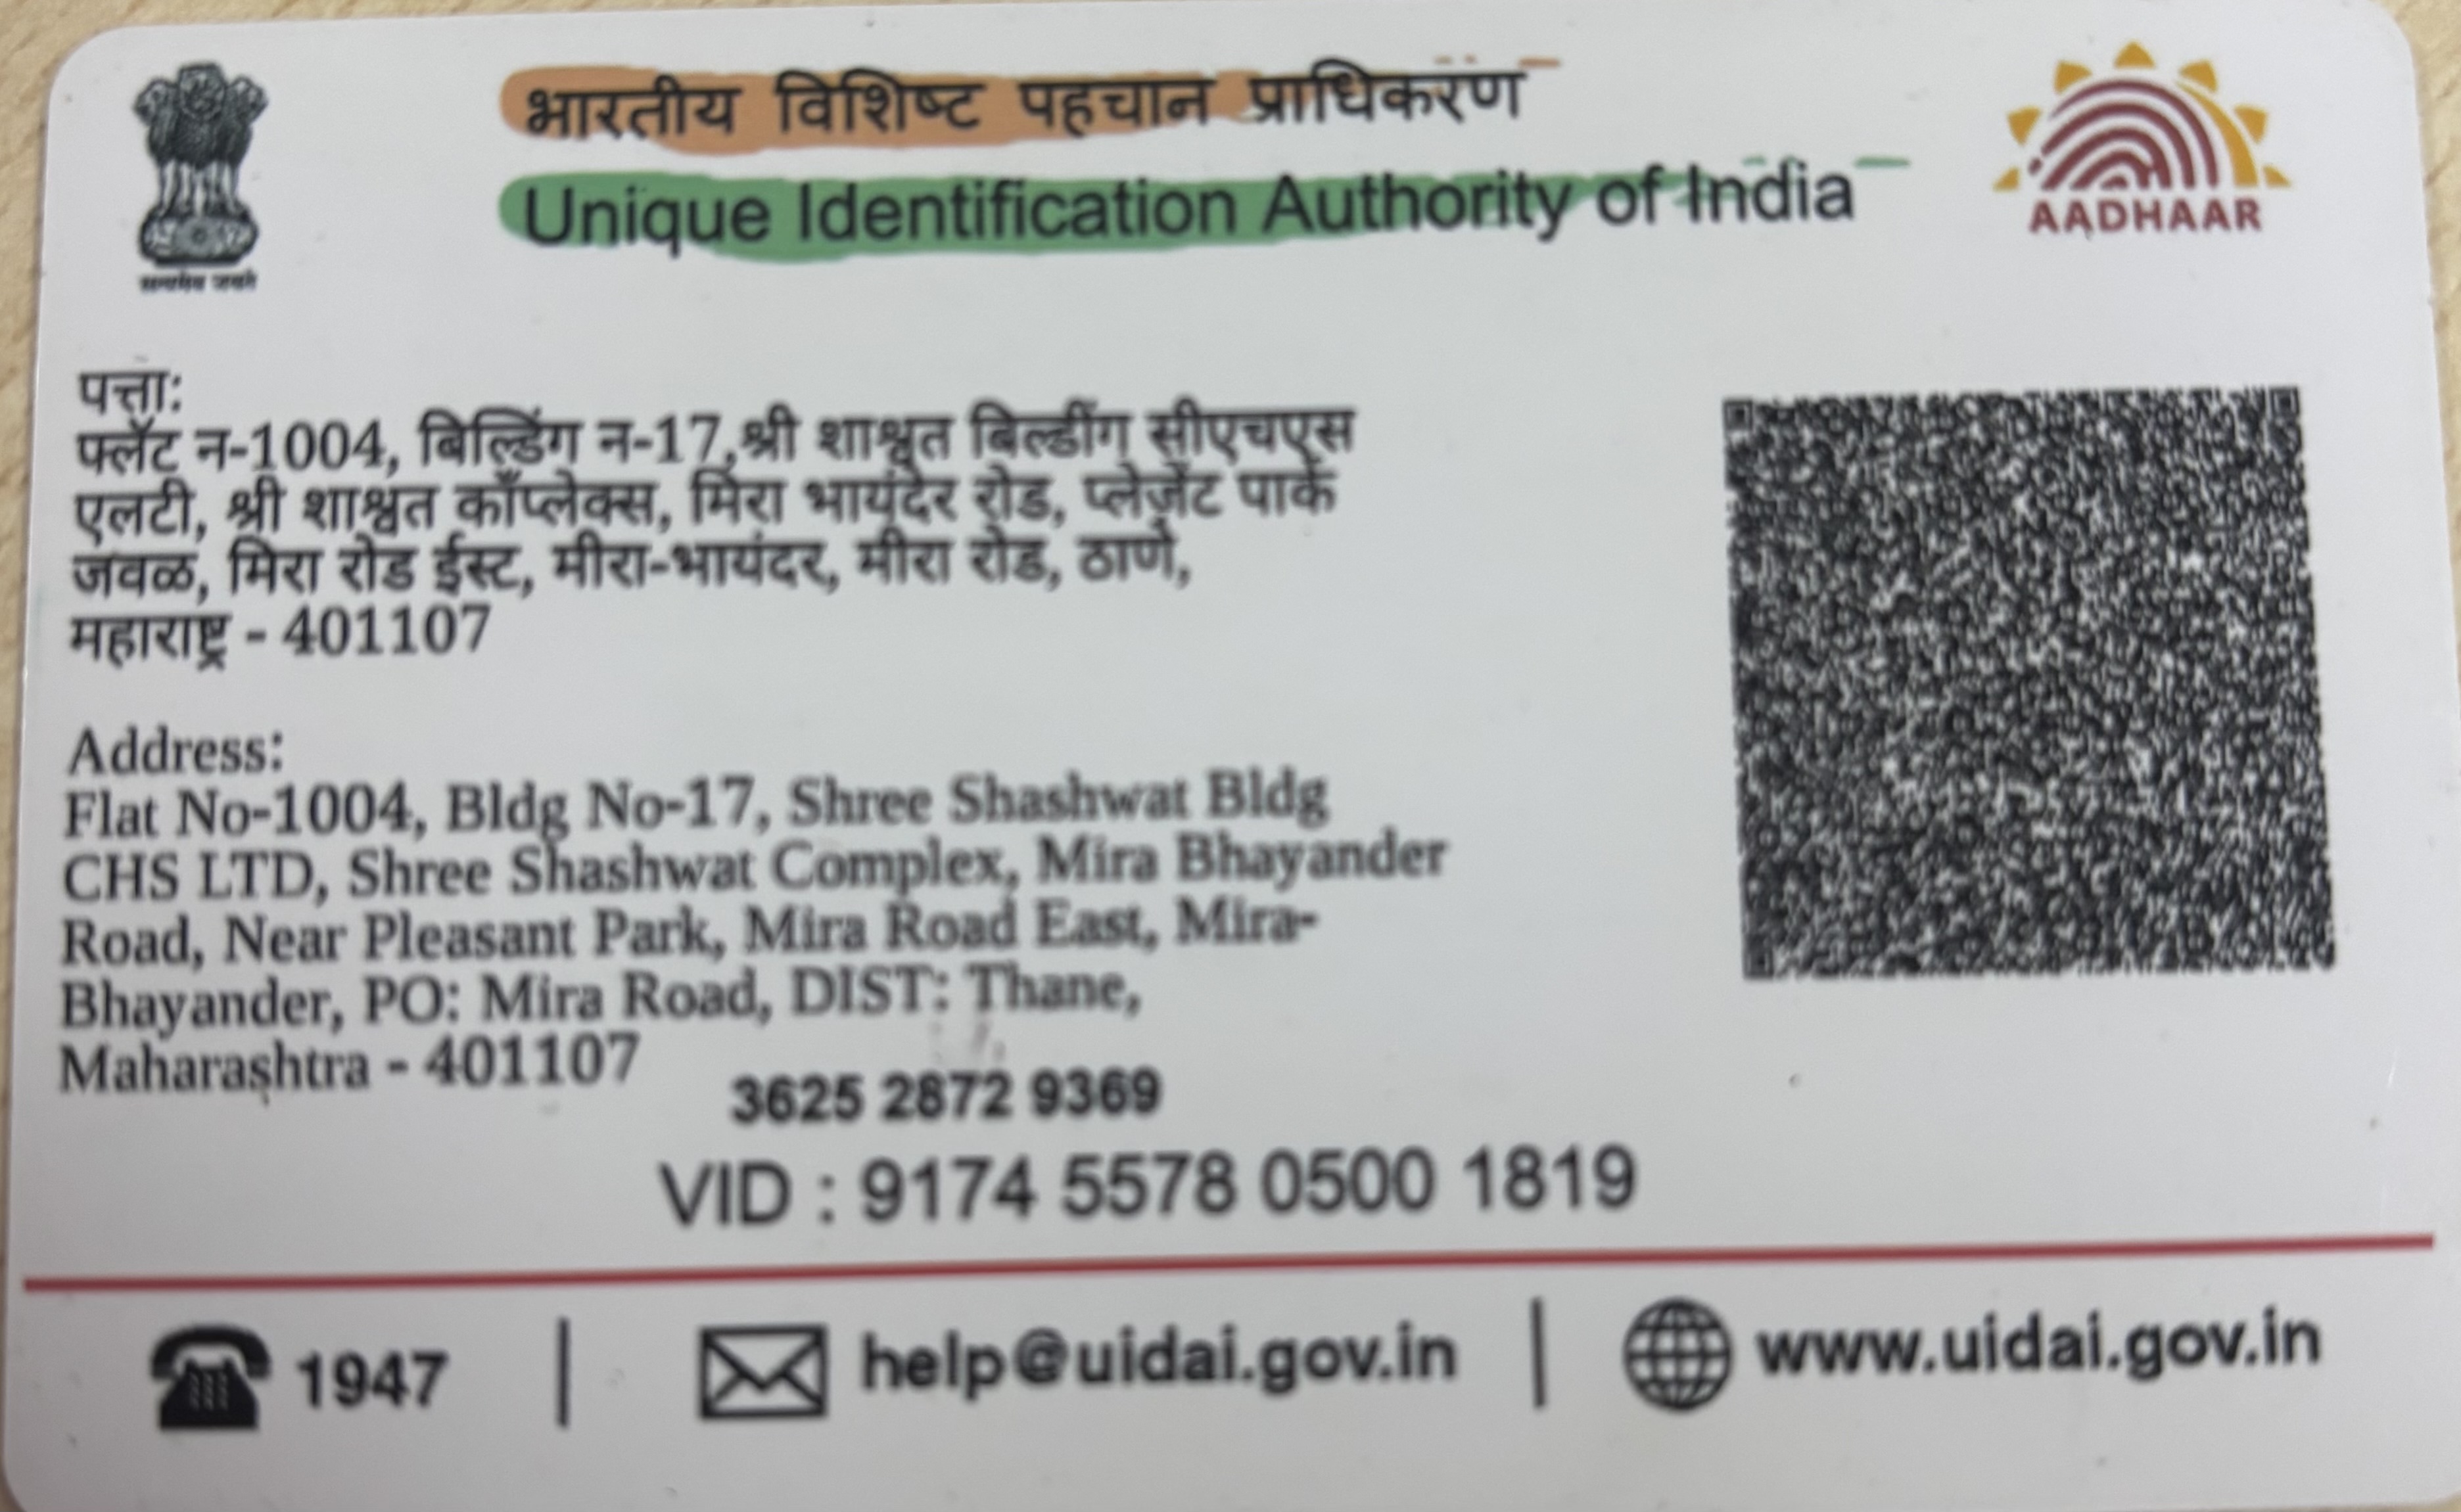 भारतीय विशिष्ट पहचान प्राधिकरण
Unique Identification Authority of India
AADHAAR
सत्यमेव जयते
पत्ता:
फ्लॅट न-1004, बिल्डिंग न-17,श्री शाश्वत बिल्डींग सीएचएस
एलटी, श्री शाश्वत कॉंप्लेक्स, मिरा भायंदेर रोड, प्लेज़ेंट पार्क
जवळ, मिरा रोड ईस्ट, मीरा-भायंदर, मीरा रोड, ठाणे,
महाराष्ट्र - 401107
Address:
Flat No-1004, Bldg No-17, Shree Shashwat Bldg
CHS LTD, Shree Shashwat Complex, Mira Bhayander
Road, Near Pleasant Park, Mira Road East, Mira-
Bhayander, PO: Mira Road, DIST: Thane,
Maharashtra - 401107
3625 2872 9369
VID : 9174 5578 0500 1819
1947
help@uidai.gov.in
www.uidai.gov.in